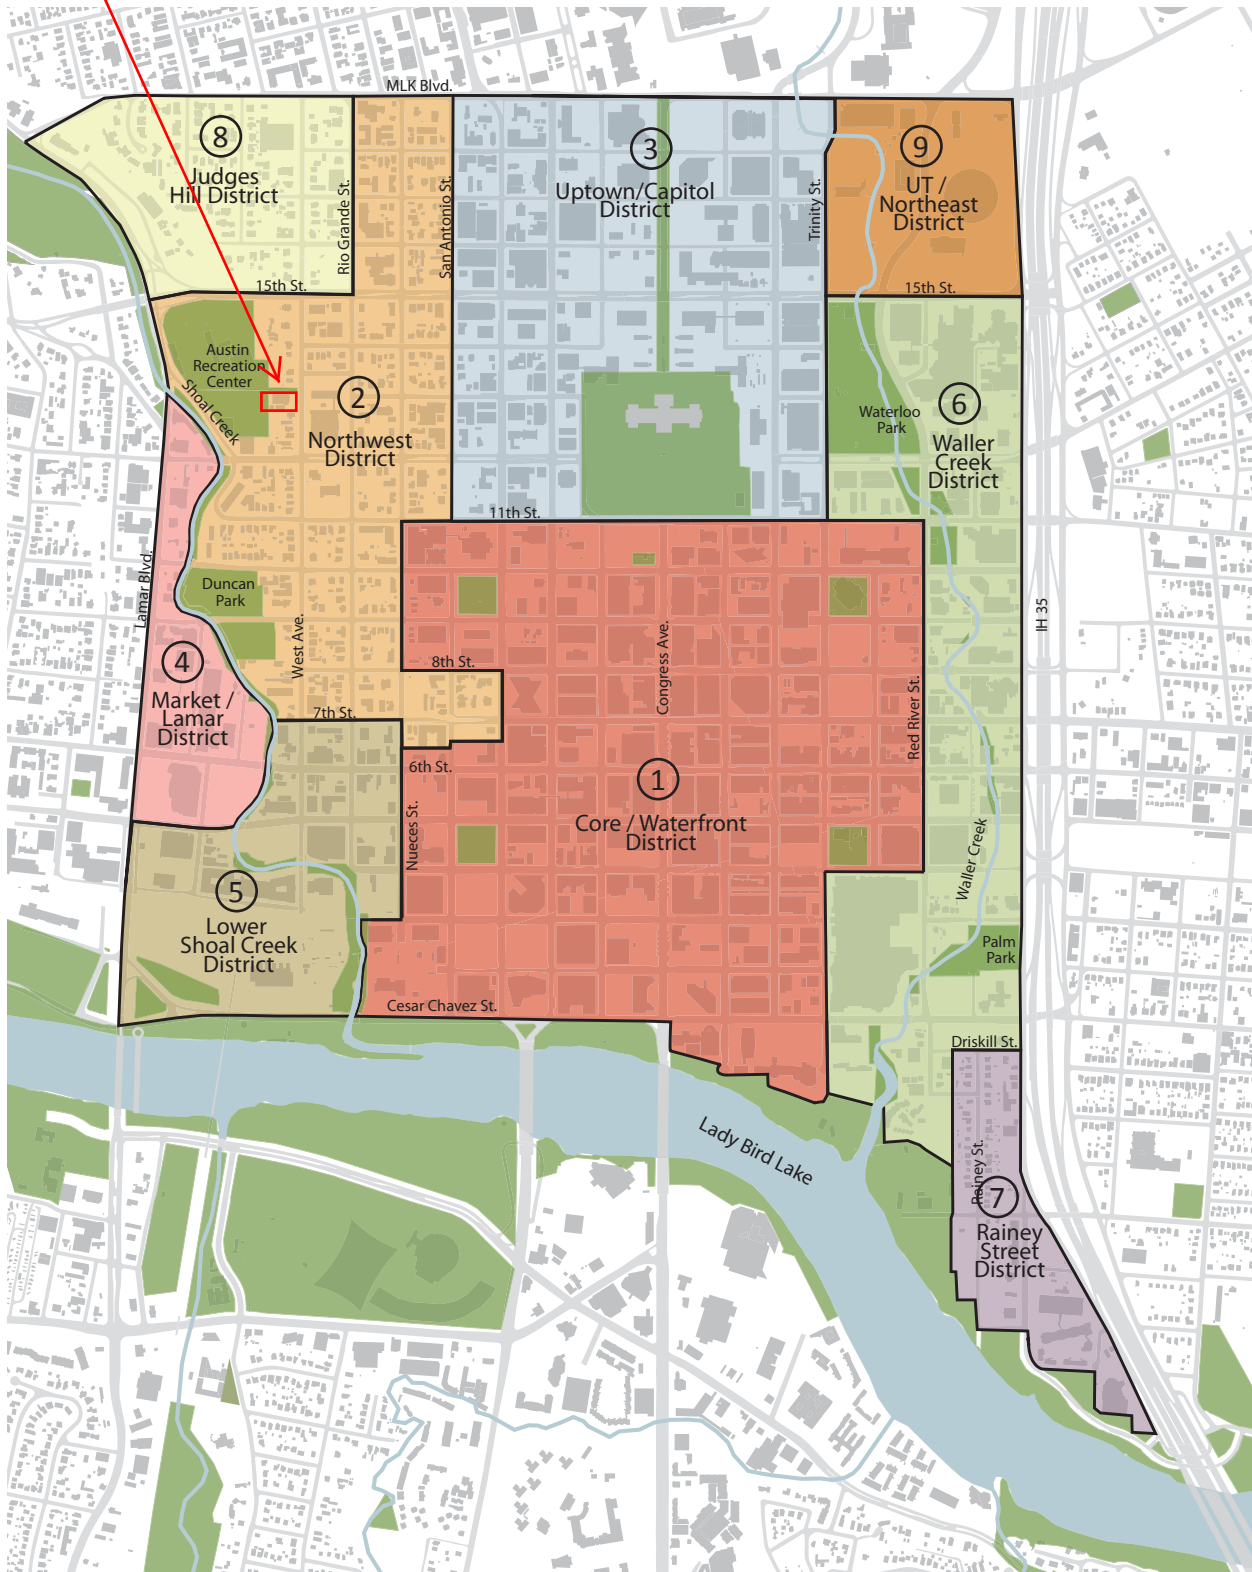 MLK Blvd.
8
Judges
Hill District
Rio Grande St.
San Antonio St.
3
Uptown/Capitol
District
Trinity St.
9
UT /
Northeast
District
15th St.
15th St.
Austin
Recreation
Center
Shoal Creek
2
Northwest
District
Waterloo
Park
6
Waller
Creek
District
11th St.
Lamar Blvd.
Duncan
Park
West Ave.
IH 35
4
Market /
Lamar
District
8th St.
Congress Ave.
Red River St.
7th St.
6th St.
1
Core / Waterfront
District
Nueces St.
Waller Creek
5
Lower
Shoal Creek
District
Palm
Park
Cesar Chavez St.
Driskill St.
Lady Bird Lake
Rainey St.
7
Rainey
Street
District